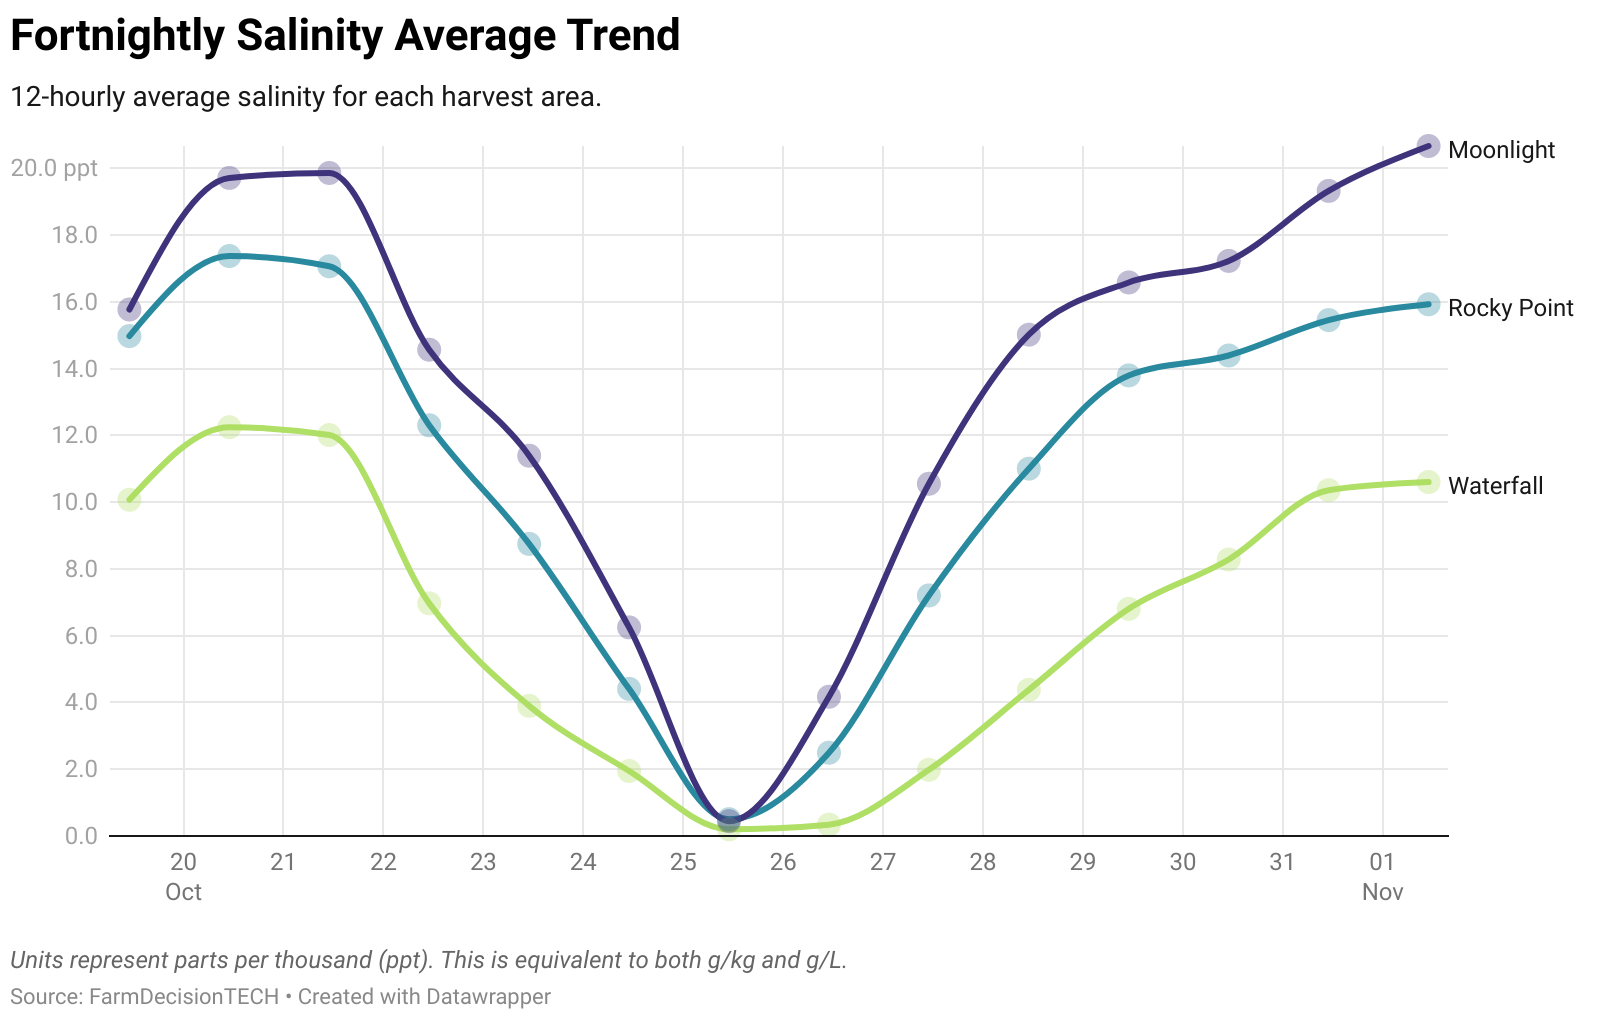 Fortnightly Salinity Average Trend
12-hourly average salinity for each harvest area.
20.0 ppt
18.0
16.0
14.0
12.0
10.0
8.0
6.0
4.0
2.0
0.0
Moonlight
Rocky Point
Waterfall
20 21 22 23 24 25 26 27 28 29 30 31 01
Oct Nov
Units represent parts per thousand (ppt). This is equivalent to both g/kg and g/L.
Source: FarmDecisionTECH • Created with Datawrapper